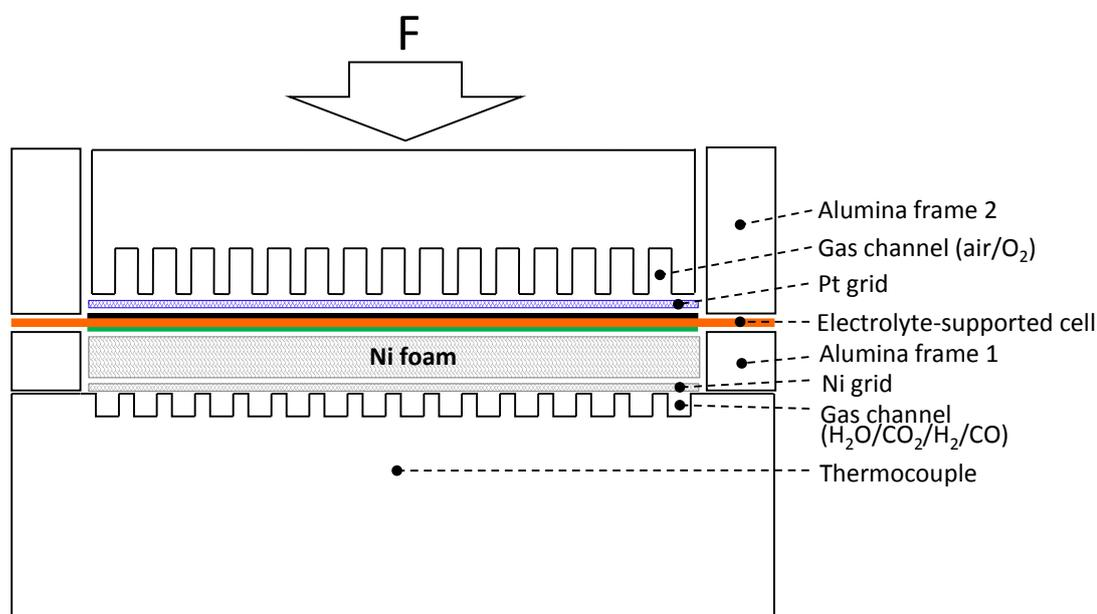 F
Alumina frame 2
Gas channel (air/O₂)
Pt grid
Electrolyte-supported cell
Ni foam
Alumina frame 1
Ni grid
Gas channel
(H₂O/CO₂/H₂/CO)
Thermocouple